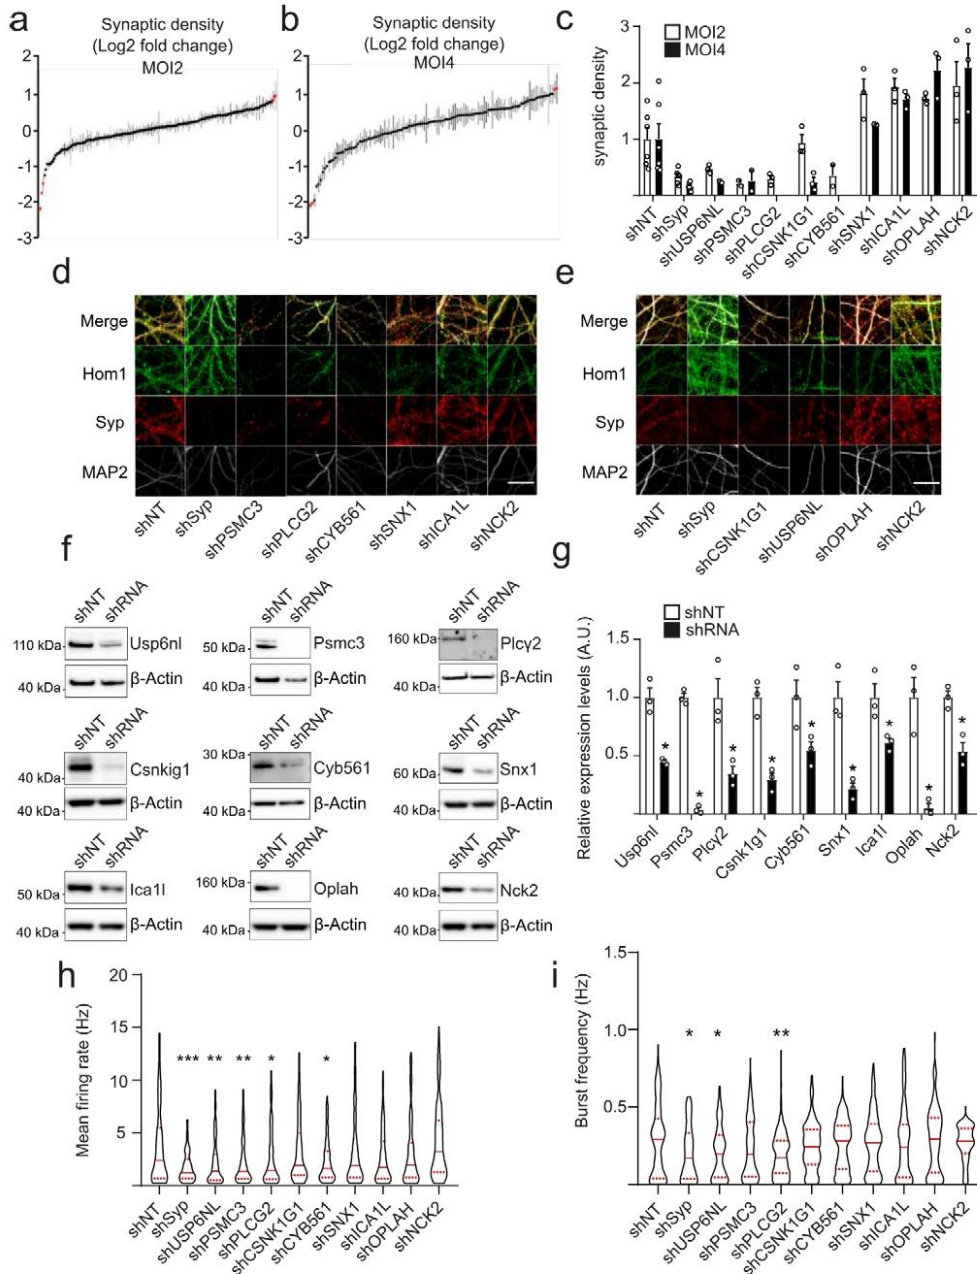 a
Synaptic density
(Log2 fold change)
MOI2
2
1
0
-1
-2
-3
b
Synaptic density
(Log2 fold change)
MOI4
2
1
0
-1
-2
-3
c
MOI2
MOI4
synaptic density
3
2
1
shNT
shSyp
shUSP6NL
shPSMC3
shPLCG2
shCSNK1G1
shCYB561
shSNX1
shICA1L
shOPLAH
shNCK2
d
Merge
Hom1
Syp
MAP2
shNT
shSyp
shPSMC3
shPLCG2
shCYB561
shSNX1
shICA1L
shNCK2
e
Merge
Hom1
Syp
MAP2
shNT
shSyp
shCSNK1G1
shUSP6NL
shOPLAH
shNCK2
f
shNT shRNA
110 kDa Usp6nl
40 kDa β-Actin
shNT shRNA
50 kDa Psmc3
40 kDa β-Actin
shNT shRNA
160 kDa Plcγ2
40 kDa β-Actin
shNT shRNA
40 kDa Csnkig1
40 kDa β-Actin
shNT shRNA
30 kDa Cyb561
40 kDa β-Actin
shNT shRNA
60 kDa Snx1
40 kDa β-Actin
shNT shRNA
50 kDa Ica1l
40 kDa β-Actin
shNT shRNA
160 kDa Oplah
40 kDa β-Actin
shNT shRNA
40 kDa Nck2
40 kDa β-Actin
g
shNT
shRNA
Relative expression levels (A.U.)
1.5
1.0
0.5
* * * * * * * * *
Usp6nl
Psmc3
Plcγ2
Csnk1g1
Cyb561
Snx1
Ica1l
Oplah
Nck2
h
Mean firing rate (Hz)
20
15
10
5
*** ** ** * *
shNT
shSyp
shUSP6NL
shPSMC3
shPLCG2
shCSNK1G1
shCYB561
shSNX1
shICA1L
shOPLAH
shNCK2
i
Burst frequency (Hz)
1.5
1.0
0.5
* * **
shNT
shSyp
shUSP6NL
shPSMC3
shPLCG2
shCSNK1G1
shCYB561
shSNX1
shICA1L
shOPLAH
shNCK2